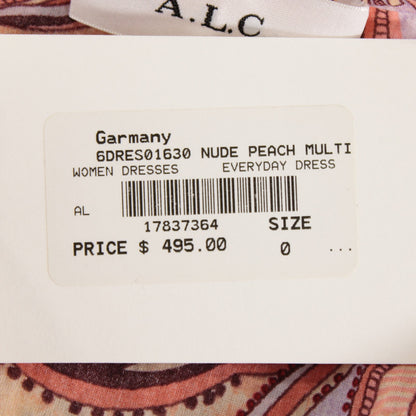 A.L.C
Garmany
6DRES01630 NUDE PEACH MULTI
WOMEN DRESSES EVERYDAY DRESS
AL
17837364 SIZE
PRICE $ 495.00 0 ...